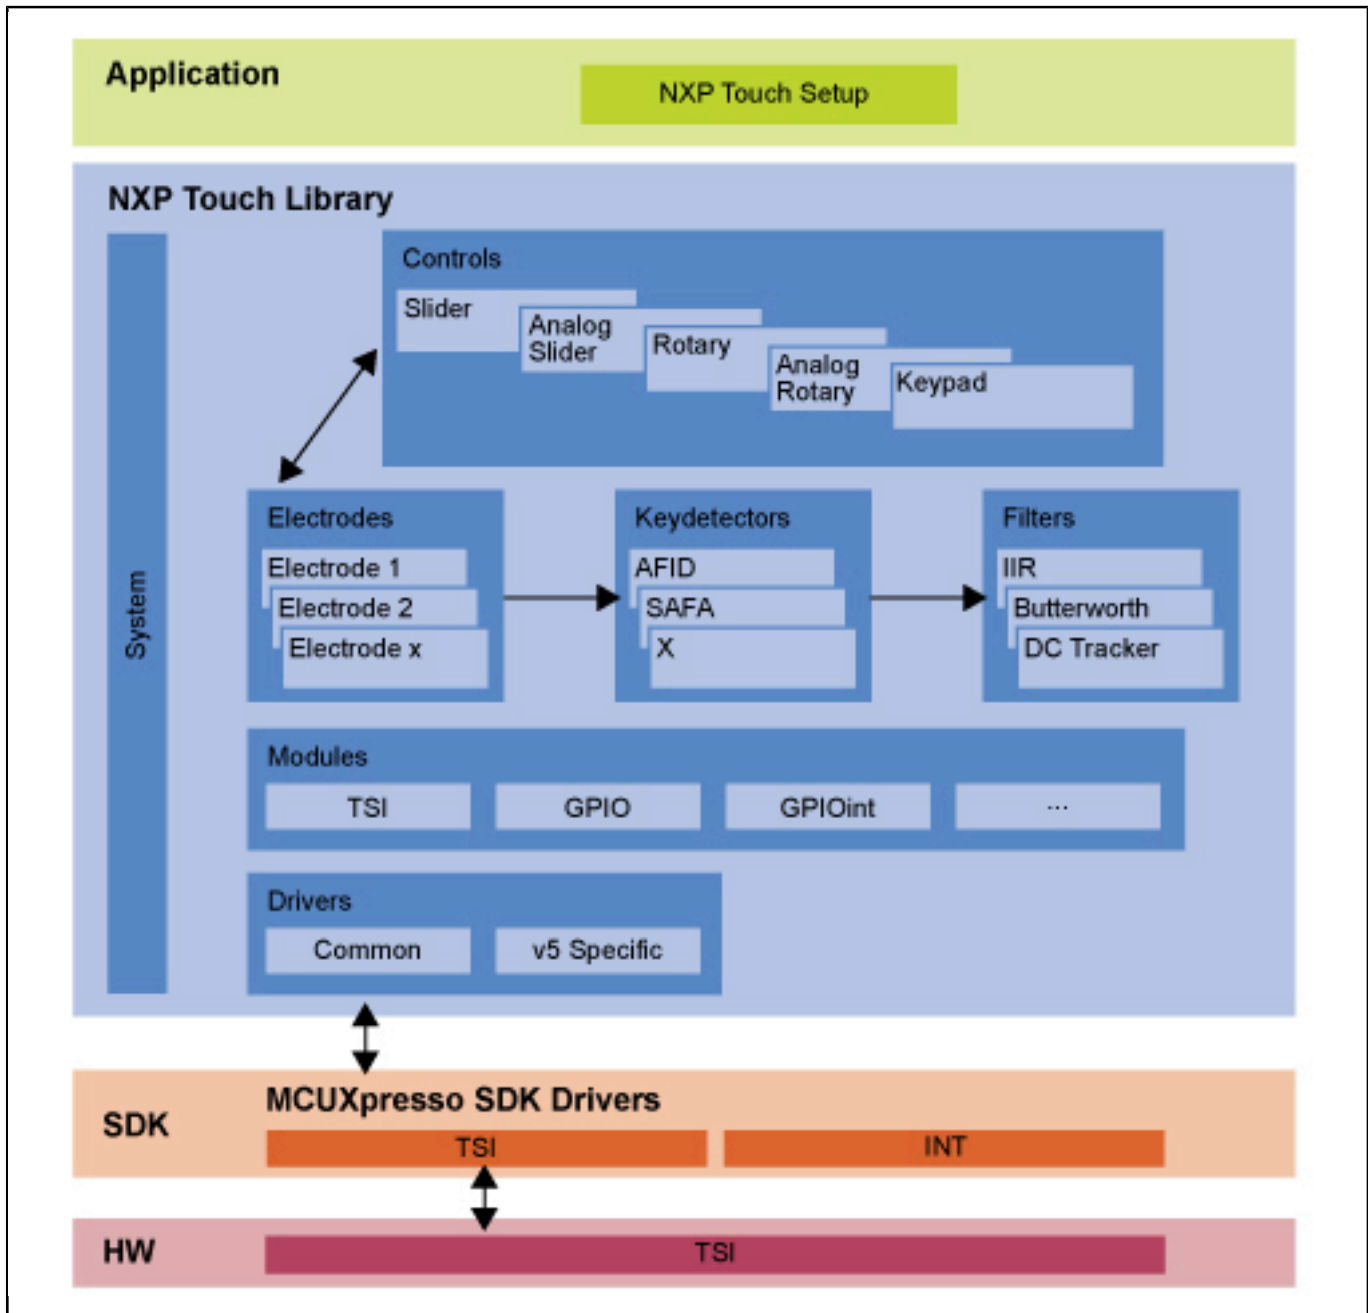 Application
NXP Touch Setup
NXP Touch Library
System
Controls
Slider
Analog
Slider
Rotary
Analog
Rotary
Keypad
Electrodes
Electrode 1
Electrode 2
Electrode x
Keydetectors
AFID
SAFA
X
Filters
IIR
Butterworth
DC Tracker
Modules
TSI
GPIO
GPIOint
...
Drivers
Common
v5 Specific
SDK
MCUXpresso SDK Drivers
TSI
INT
HW
TSI